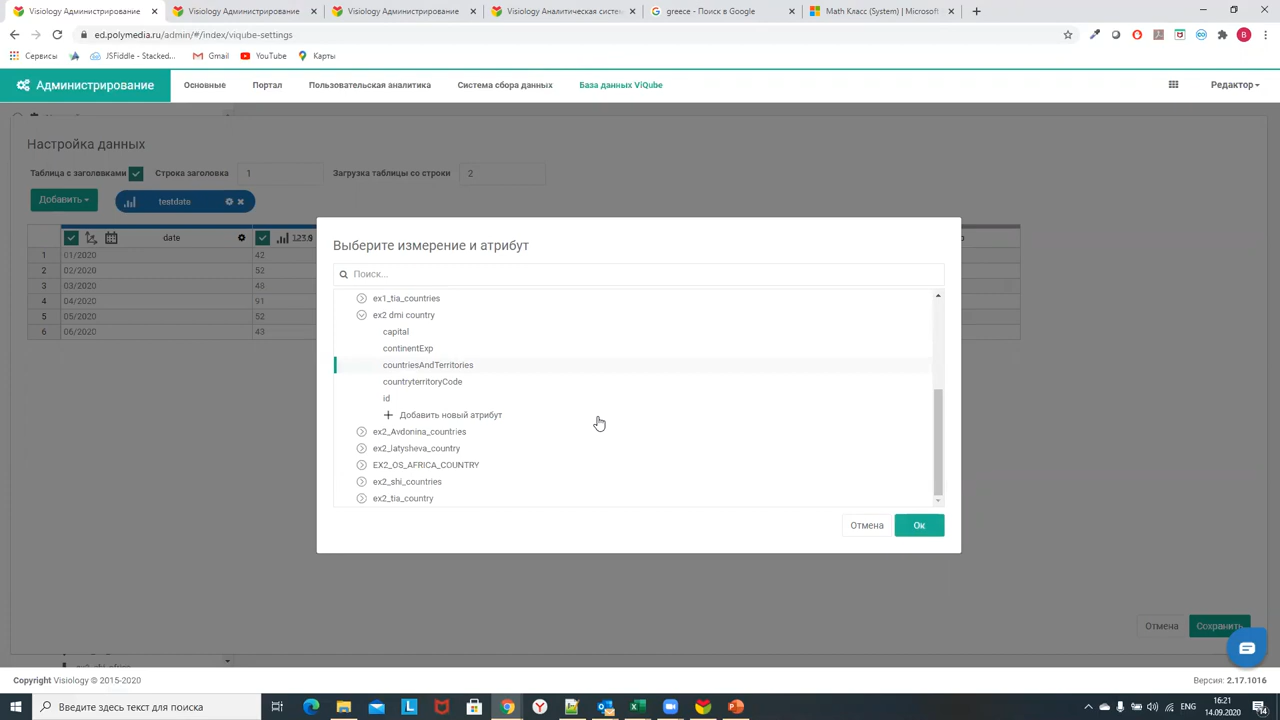 Visiology Администрирование
Visiology Администрирование
Visiology Администрирование
Visiology Аналитическая систем
greece - Поиск в Google
Math Класс (System) | Microsoft
ed.polymedia.ru/admin/#/index/viqube-settings
Сервисы
JSFiddle - Stacked...
Gmail
YouTube
Карты
Администрирование
Основные
Портал
Пользовательская аналитика
Система сбора данных
База данных ViQube
Редактор
Настройка данных
Таблица с заголовками
Строка заголовка
1
Загрузка таблицы со строки
2
Добавить
testdate
date
123.9
1 01/2020 42
2 02/2020 52
3 03/2020 48
4 04/2020 91
5 05/2020 52
6 06/2020 43
Выберите измерение и атрибут
Поиск...
ex1_tia_countries
ex2 dmi country
capital
continentExp
countriesAndTerritories
countryterritoryCode
id
+ Добавить новый атрибут
ex2_Avdonina_countries
ex2_latysheva_country
EX2_OS_AFRICA_COUNTRY
ex2_shi_countries
ex2_tia_country
Отмена
Ок
Отмена
Сохранить
Copyright Visiology © 2015-2020
Версия: 2.17.1016
Введите здесь текст для поиска
ENG
16:21
14.09.2020